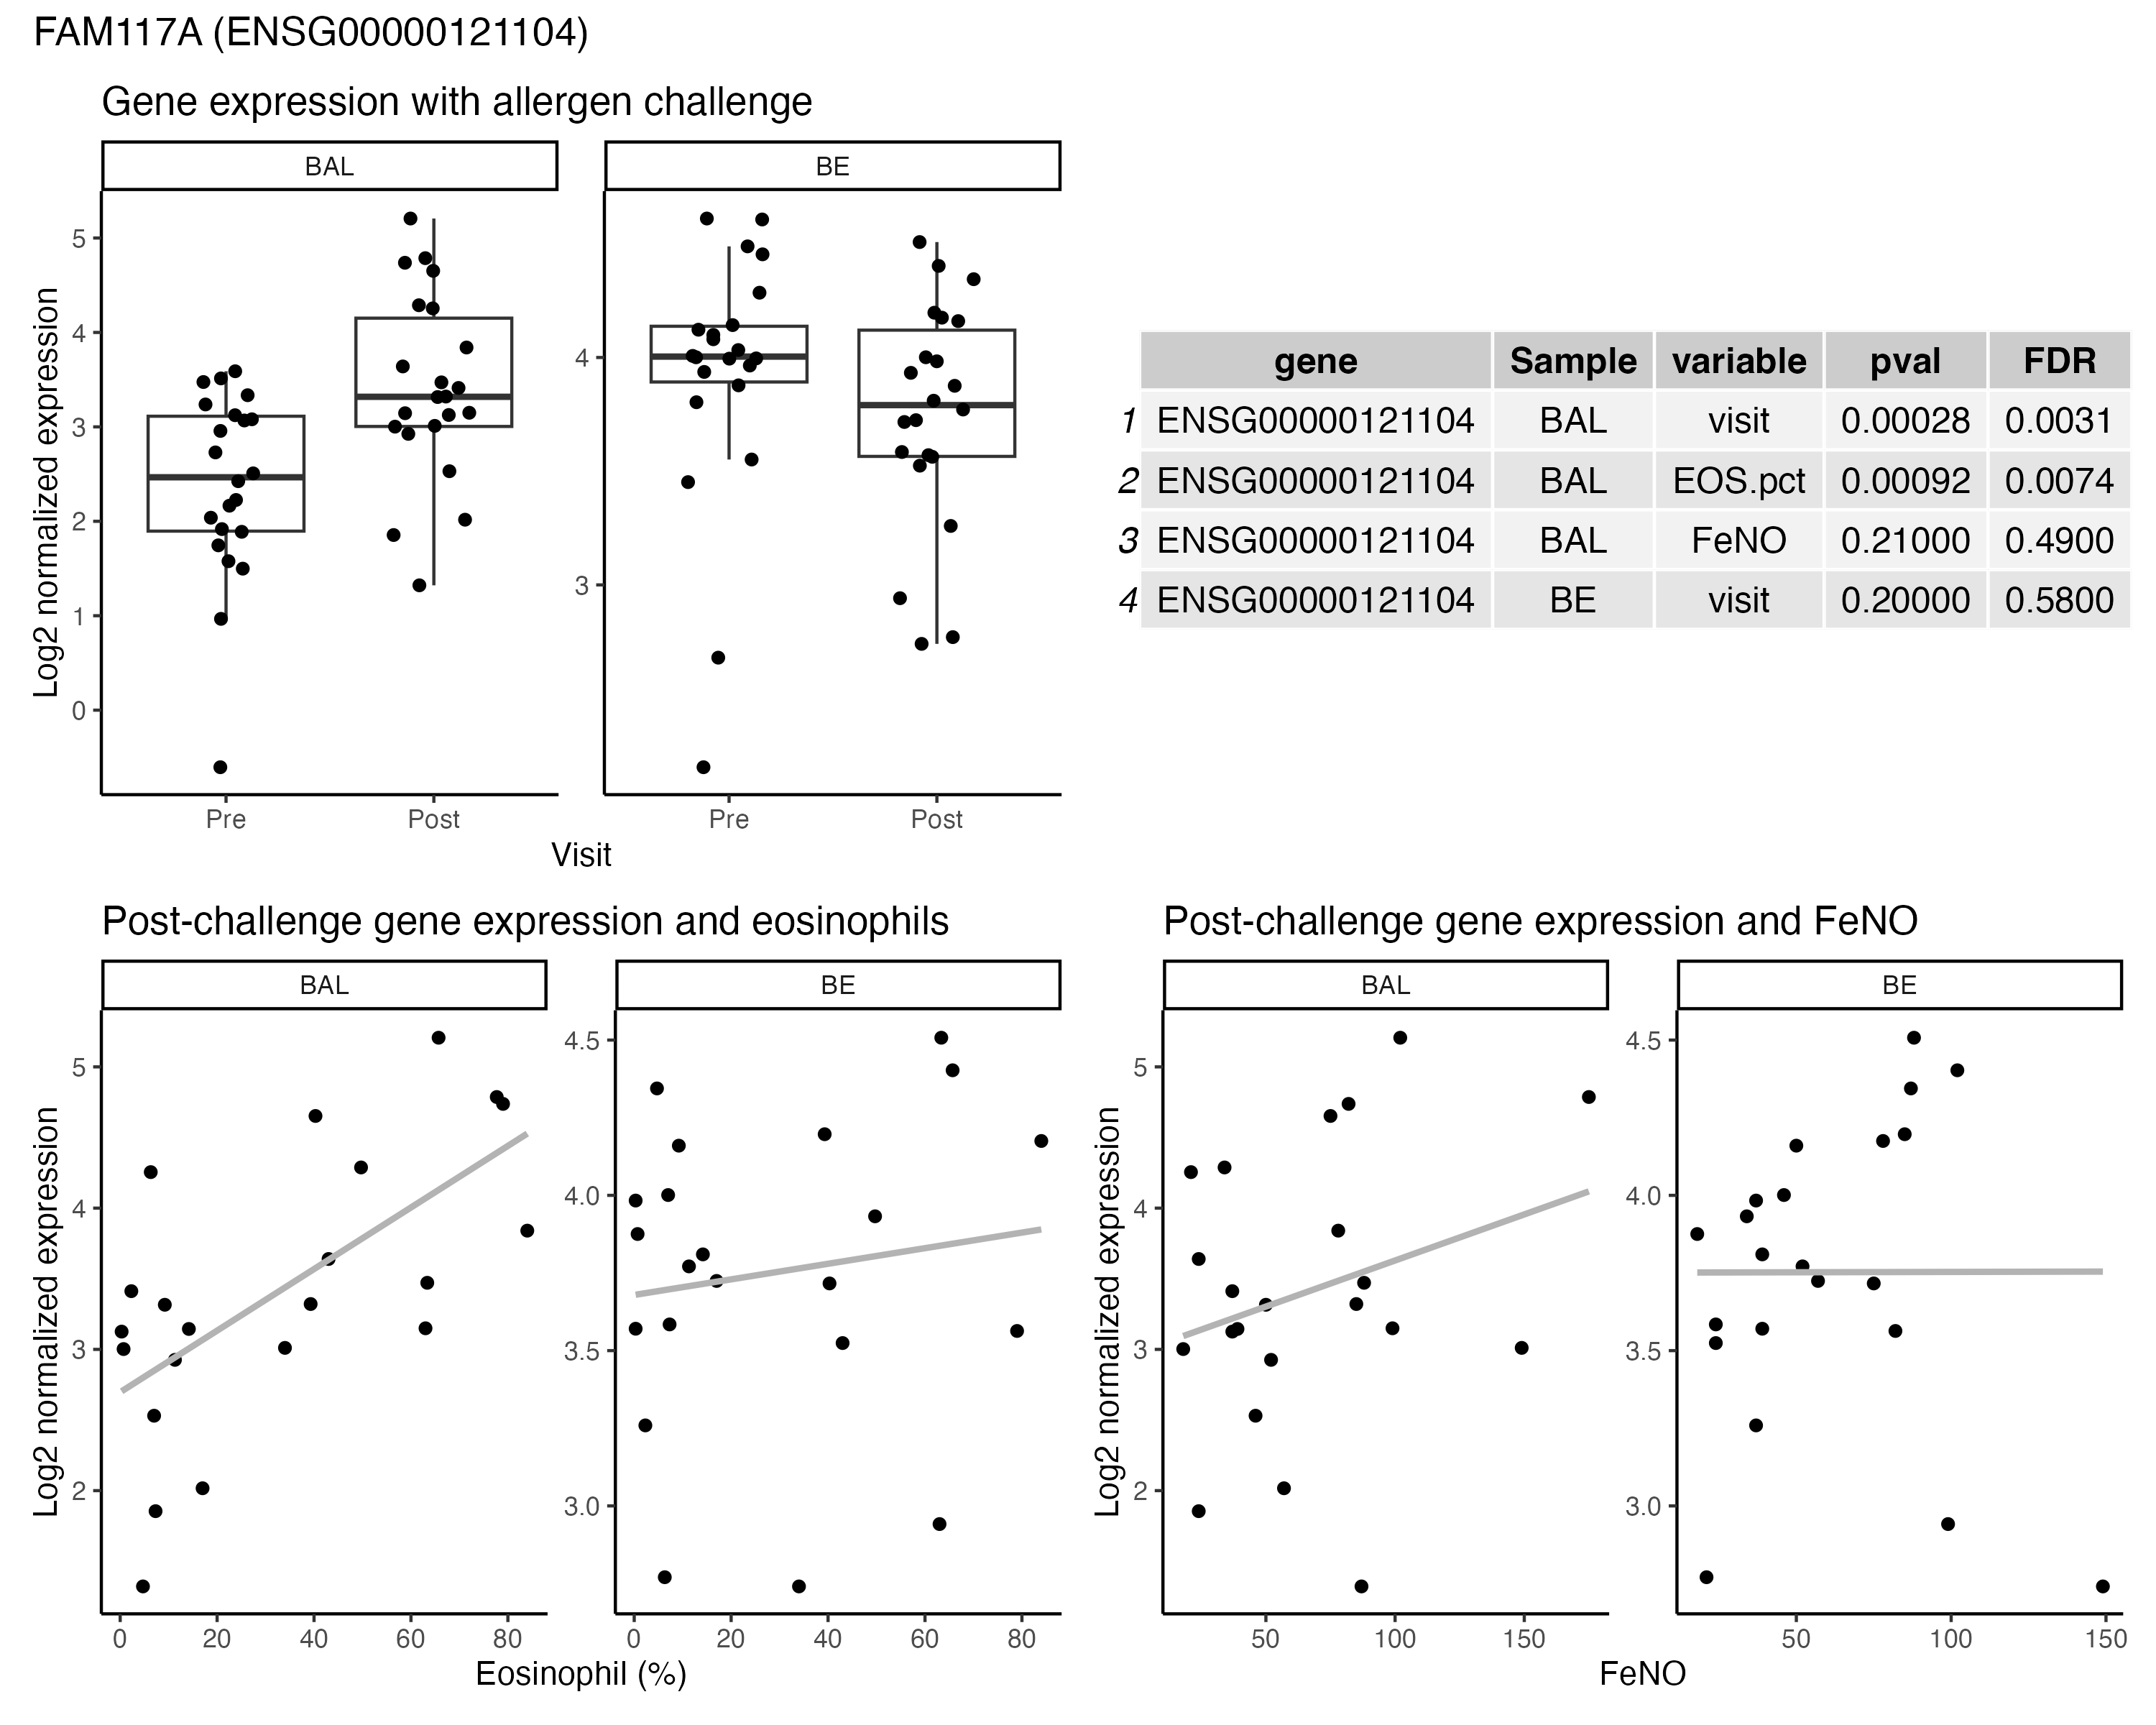 FAM117A (ENSG00000121104)
Gene expression with allergen challenge
BAL
BE
Log2 normalized expression
5
4
3
2
1
0
4
3
Pre
Post
Pre
Post
Visit
gene Sample variable pval FDR
1 ENSG00000121104 BAL visit 0.00028 0.0031
2 ENSG00000121104 BAL EOS.pct 0.00092 0.0074
3 ENSG00000121104 BAL FeNO 0.21000 0.4900
4 ENSG00000121104 BE visit 0.20000 0.5800
Post-challenge gene expression and eosinophils
BAL
BE
Log2 normalized expression
5
4
3
2
4.5
4.0
3.5
3.0
0 20 40 60 80
0 20 40 60 80
Eosinophil (%)
Post-challenge gene expression and FeNO
BAL
BE
Log2 normalized expression
5
4
3
2
4.5
4.0
3.5
3.0
50 100 150
50 100 150
FeNO